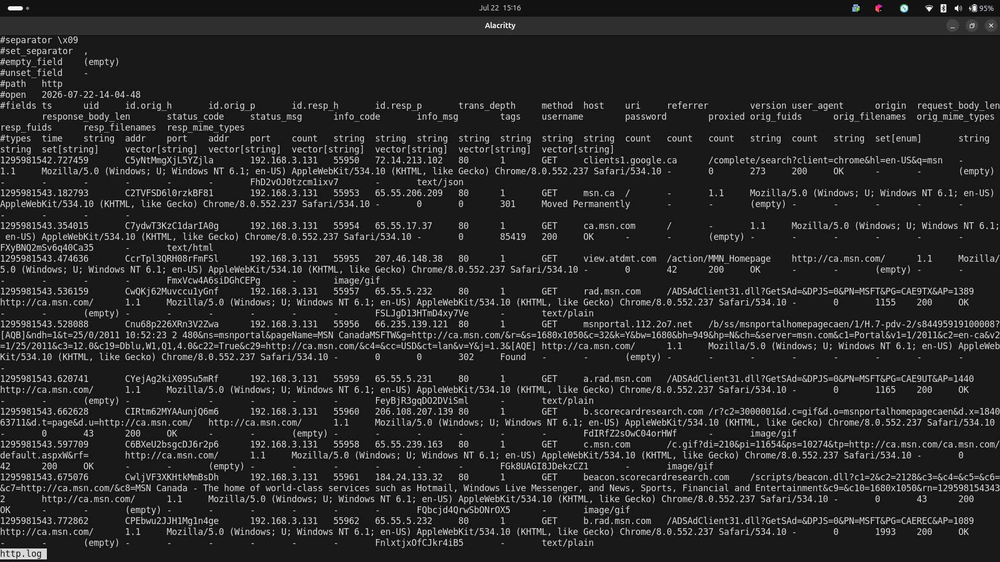 Jul 22 15:16
95%
Alacritty
#separator \x09
#set_separator ,
#empty_field (empty)
#unset_field -
#path http
#open 2026-07-22-14-04-48
#fields ts uid id.orig_h id.orig_p id.resp_h id.resp_p trans_depth method host uri referrer version user_agent origin request_body_len
response_body_len status_code status_msg info_code info_msg tags username password proxied orig_fuids orig_filenames orig_mime_types
resp_fuids resp_filenames resp_mime_types
#types time string addr port addr port count string string string string string string string count count count string count string set[enum] string
string set[string] vector[string] vector[string] vector[string] vector[string] vector[string] vector[string]
1295981542.727459 C5yNtMmgXjL5YZjla 192.168.3.131 55950 72.14.213.102 80 1 GET clients1.google.ca /complete/search?client=chrome&hl=en-US&q=msn -
1.1 Mozilla/5.0 (Windows; U; Windows NT 6.1; en-US) AppleWebKit/534.10 (KHTML, like Gecko) Chrome/8.0.552.237 Safari/534.10 - 0 273 200 OK - - (empty)
- - - - - - FhD2vOJ0tzcm1ixv7 - text/json
1295981543.182793 C2TVFSD6l0rzkBF81 192.168.3.131 55953 65.55.206.209 80 1 GET msn.ca / - 1.1 Mozilla/5.0 (Windows; U; Windows NT 6.1; en-US)
AppleWebKit/534.10 (KHTML, like Gecko) Chrome/8.0.552.237 Safari/534.10 - 0 0 301 Moved Permanently - - (empty) - - - - -
- - - -
1295981543.354015 C7ydwT3KzC1darIA0g 192.168.3.131 55954 65.55.17.37 80 1 GET ca.msn.com / - 1.1 Mozilla/5.0 (Windows; U; Windows NT 6.1;
en-US) AppleWebKit/534.10 (KHTML, like Gecko) Chrome/8.0.552.237 Safari/534.10 - 0 85419 200 OK - - (empty) - - - - - -
FXyBNQ2mSv6q40Ca35 - text/html
1295981543.474636 CcrTpl3QRH08rFmFSl 192.168.3.131 55955 207.46.148.38 80 1 GET view.atdmt.com /action/MMN_Homepage http://ca.msn.com/ 1.1 Mozilla/
5.0 (Windows; U; Windows NT 6.1; en-US) AppleWebKit/534.10 (KHTML, like Gecko) Chrome/8.0.552.237 Safari/534.10 - 0 42 200 OK - - (empty) - -
- - - - FmxVcw4A6siDGhCEPg - image/gif
1295981543.536159 CwQKj62Muvccu1yGnf 192.168.3.131 55957 65.55.5.232 80 1 GET rad.msn.com /ADSAdClient31.dll?GetSAd=&DPJS=0&PN=MSFT&PG=CAE9TX&AP=1389
http://ca.msn.com/ 1.1 Mozilla/5.0 (Windows; U; Windows NT 6.1; en-US) AppleWebKit/534.10 (KHTML, like Gecko) Chrome/8.0.552.237 Safari/534.10 - 0 1155 200 OK
- - (empty) - - - - - - FSLJgD13HTmD4xy7Ve - text/plain
1295981543.528088 Cnu68p226XRn3V2Zwa 192.168.3.131 55956 66.235.139.121 80 1 GET msnportal.112.2o7.net /b/ss/msnportalhomepagecaen/1/H.7-pdv-2/s84495919100008?
[AQB]&ndh=1&t=25/0/2011 10:52:23 2 480&ns=msnportal&pageName=MSN CanadaMSFTW&g=http://ca.msn.com/&r=&s=1680x1050&c=32&k=Y&bw=1680&bh=949&hp=N&ch=&server=msn.com&c1=Portal&v1=1/2011&c2=en-ca&v2
=1/25/2011&c3=12.0&c19=Dblu,W1,Q1,4.0&c22=True&c29=http://ca.msn.com/&c4=&cc=USD&ct=lan&v=Y&j=1.3&[AQE] http://ca.msn.com/ 1.1 Mozilla/5.0 (Windows; U; Windows NT 6.1; en-US) AppleWeb
Kit/534.10 (KHTML, like Gecko) Chrome/8.0.552.237 Safari/534.10 - 0 0 302 Found - - (empty) - - - - - - - -
-
1295981543.620741 CYejAg2kiX09Su5mRf 192.168.3.131 55959 65.55.5.231 80 1 GET a.rad.msn.com /ADSAdClient31.dll?GetSAd=&DPJS=0&PN=MSFT&PG=CAE9UT&AP=1440
http://ca.msn.com/ 1.1 Mozilla/5.0 (Windows; U; Windows NT 6.1; en-US) AppleWebKit/534.10 (KHTML, like Gecko) Chrome/8.0.552.237 Safari/534.10 - 0 1165 200 OK
- - (empty) - - - - - - FeyBjR3gqDO2DViSml - text/plain
1295981543.662628 CIRtm62MYAAunjQ6m6 192.168.3.131 55960 206.108.207.139 80 1 GET b.scorecardresearch.com /r?c2=3000001&d.c=gif&d.o=msnportalhomepagecaen&d.x=1840
63711&d.t=page&d.u=http://ca.msn.com/ http://ca.msn.com/ 1.1 Mozilla/5.0 (Windows; U; Windows NT 6.1; en-US) AppleWebKit/534.10 (KHTML, like Gecko) Chrome/8.0.552.237 Safari/534.10
- 0 43 200 OK - - (empty) - - - - - - FdIRfZ2sOwC04orHWf - image/gif
1295981543.597709 C6BXeU2bsgcDJ6r2p6 192.168.3.131 55958 65.55.239.163 80 1 GET c.msn.com /c.gif?di=210&pi=11654&ps=10274&tp=http://ca.msn.com/ca.msn.com/
default.aspxW&rf= http://ca.msn.com/ 1.1 Mozilla/5.0 (Windows; U; Windows NT 6.1; en-US) AppleWebKit/534.10 (KHTML, like Gecko) Chrome/8.0.552.237 Safari/534.10 - 0
42 200 OK - - (empty) - - - - - - FGk8UAGI8JDekzCZ1 - image/gif
1295981543.675076 CwljVF3XKHtkMmBsDh 192.168.3.131 55961 184.24.133.32 80 1 GET beacon.scorecardresearch.com /scripts/beacon.dll?c1=2&c2=2128&c3=&c4=&c5=&c6=
&c7=http://ca.msn.com/&c8=MSN Canada - The home of world-class services such as Hotmail, Windows Live Messenger, and News, Sports, Financial and Entertainment&c9=&c10=1680x1050&rn=129598154343
2 http://ca.msn.com/ 1.1 Mozilla/5.0 (Windows; U; Windows NT 6.1; en-US) AppleWebKit/534.10 (KHTML, like Gecko) Chrome/8.0.552.237 Safari/534.10 - 0 43 200
OK - - (empty) - - - - - - FQbcjd4QrwSbONrOX5 - image/gif
1295981543.772862 CPEbwu2JJH1Mg1n4ge 192.168.3.131 55962 65.55.5.232 80 1 GET b.rad.msn.com /ADSAdClient31.dll?GetSAd=&DPJS=0&PN=MSFT&PG=CAEREC&AP=1089
http://ca.msn.com/ 1.1 Mozilla/5.0 (Windows; U; Windows NT 6.1; en-US) AppleWebKit/534.10 (KHTML, like Gecko) Chrome/8.0.552.237 Safari/534.10 - 0 1993 200 OK
- - (empty) - - - - - - FnlxtjxOfCJkr4iB5 - text/plain
http.log